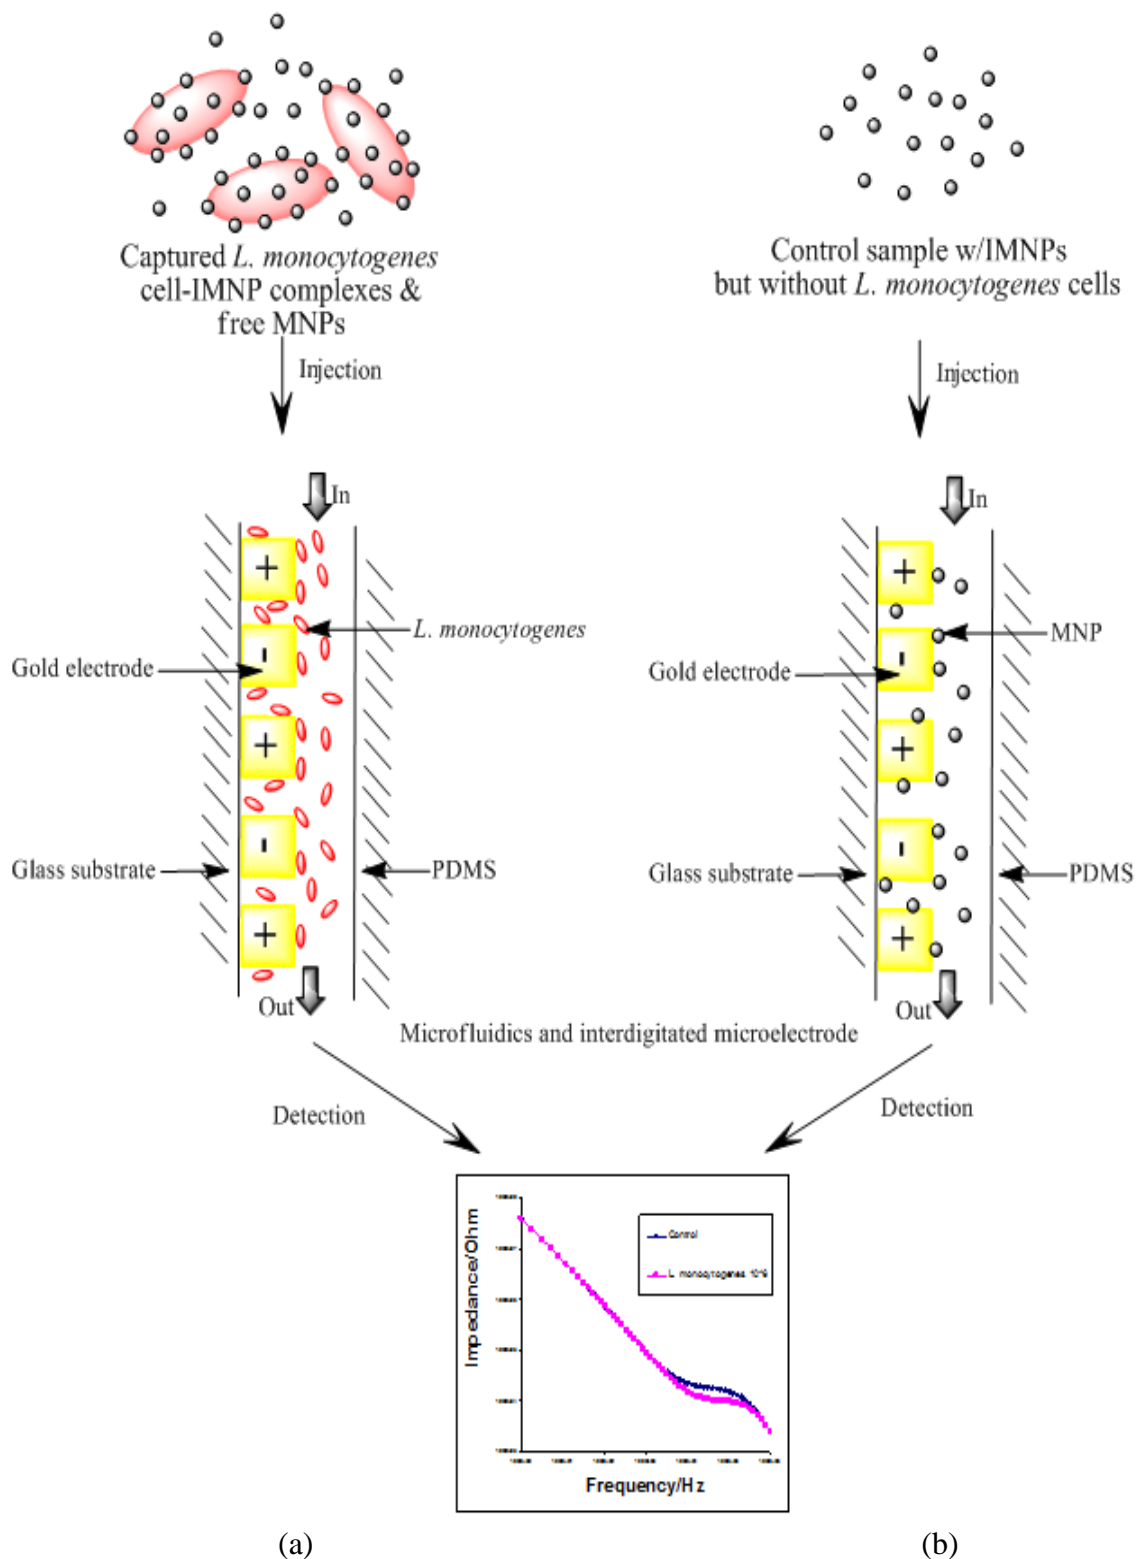 Captured L. monocytogenes
cell-IMNP complexes &
free MNPs
Control sample w/IMNPs
but without L. monocytogenes cells
Injection
Injection
In
In
+
+
L. monocytogenes
MNP
-
-
Gold electrode
Gold electrode
+
+
-
-
Glass substrate
PDMS
Glass substrate
PDMS
+
+
Out
Out
Microfluidics and interdigitated microelectrode
Detection
Detection
Impedance/Ohm
Control
L. monocytogenes
Frequency/Hz
(a)
(b)